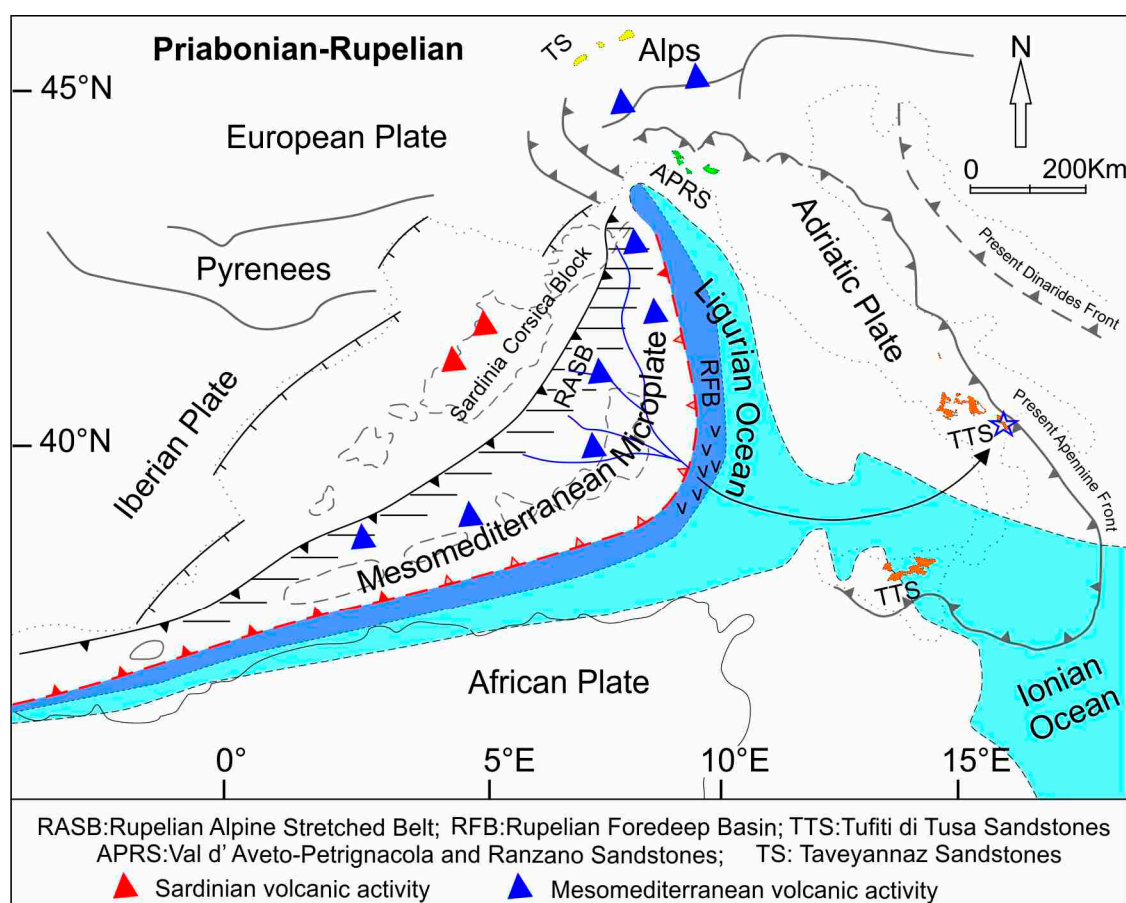 Priabonian-Rupelian
TS
Alps
N
45°N
European Plate
0 200Km
APRS
Adriatic Plate
Present Dinarides Front
Pyrenees
Sardinia Corsica Block
Ligurian Ocean
RASB
RFB
Iberian Plate
Mesomediterranean Microplate
40°N
> > > > > > >
TTS
Present Apennine Front
TTS
African Plate
Ionian
Ocean
0° 5°E 10°E 15°E
RASB:Rupelian Alpine Stretched Belt; RFB:Rupelian Foredeep Basin; TTS:Tufiti di Tusa Sandstones
APRS:Val d' Aveto-Petrignacola and Ranzano Sandstones; TS: Taveyannaz Sandstones
Sardinian volcanic activity Mesomediterranean volcanic activity